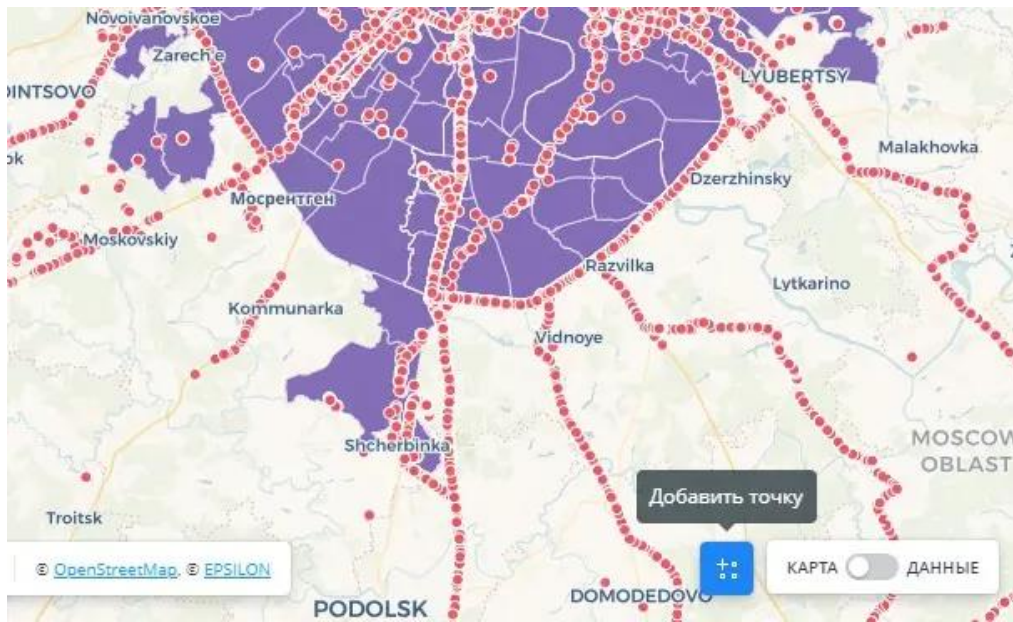 Novoivanovskoe
Zarech'e
LYUBERTSY
Malakhovka
Dzerzhinsky
Мосрентген
Moskovskiy
Razvilka
Lytkarino
Kommunarka
Vidnoye
MOSCOW
OBLAST
Shcherbinka
Добавить точку
Troitsk
© OpenStreetMap, © EPSILON
КАРТА ДАННЫЕ
DOMODEDOVO
PODOLSK